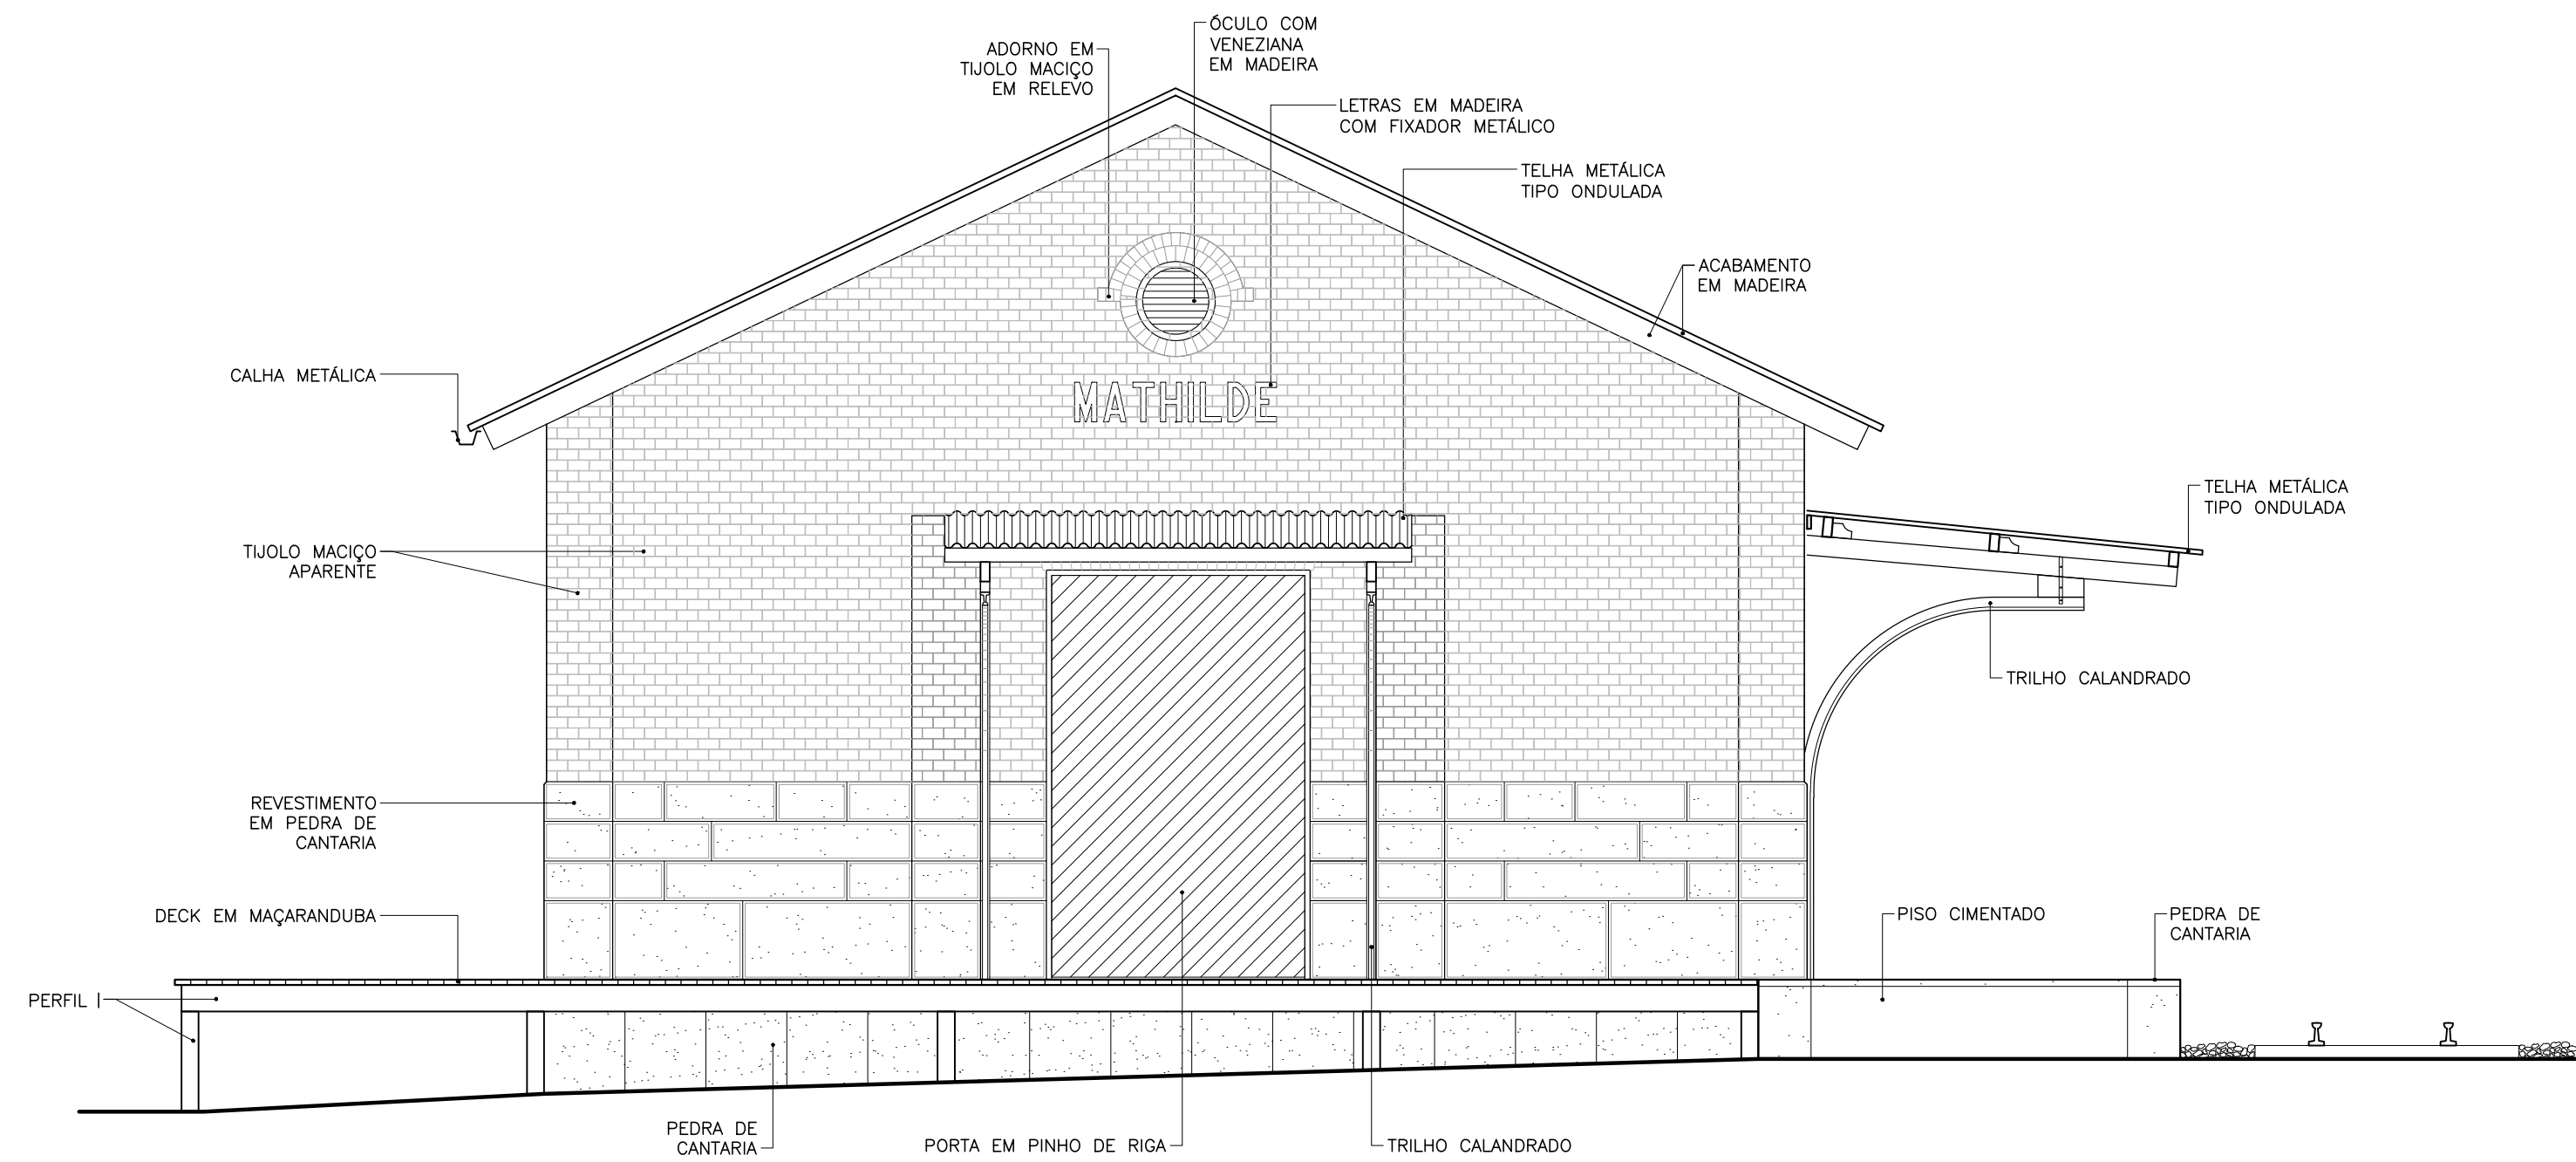 ÓCULO COM
VENEZIANA
EM MADEIRA
ADORNO EM
TIJOLO MACIÇO
EM RELEVO
LETRAS EM MADEIRA
COM FIXADOR METÁLICO
TELHA METÁLICA
TIPO ONDULADA
ACABAMENTO
EM MADEIRA
CALHA METÁLICA
MATHILDE
TELHA METÁLICA
TIPO ONDULADA
TIJOLO MACIÇO
APARENTE
TRILHO CALANDRADO
REVESTIMENTO
EM PEDRA DE
CANTARIA
DECK EM MAÇARANDUBA
PISO CIMENTADO
PEDRA DE
CANTARIA
PERFIL I
PEDRA DE
CANTARIA
PORTA EM PINHO DE RIGA
TRILHO CALANDRADO